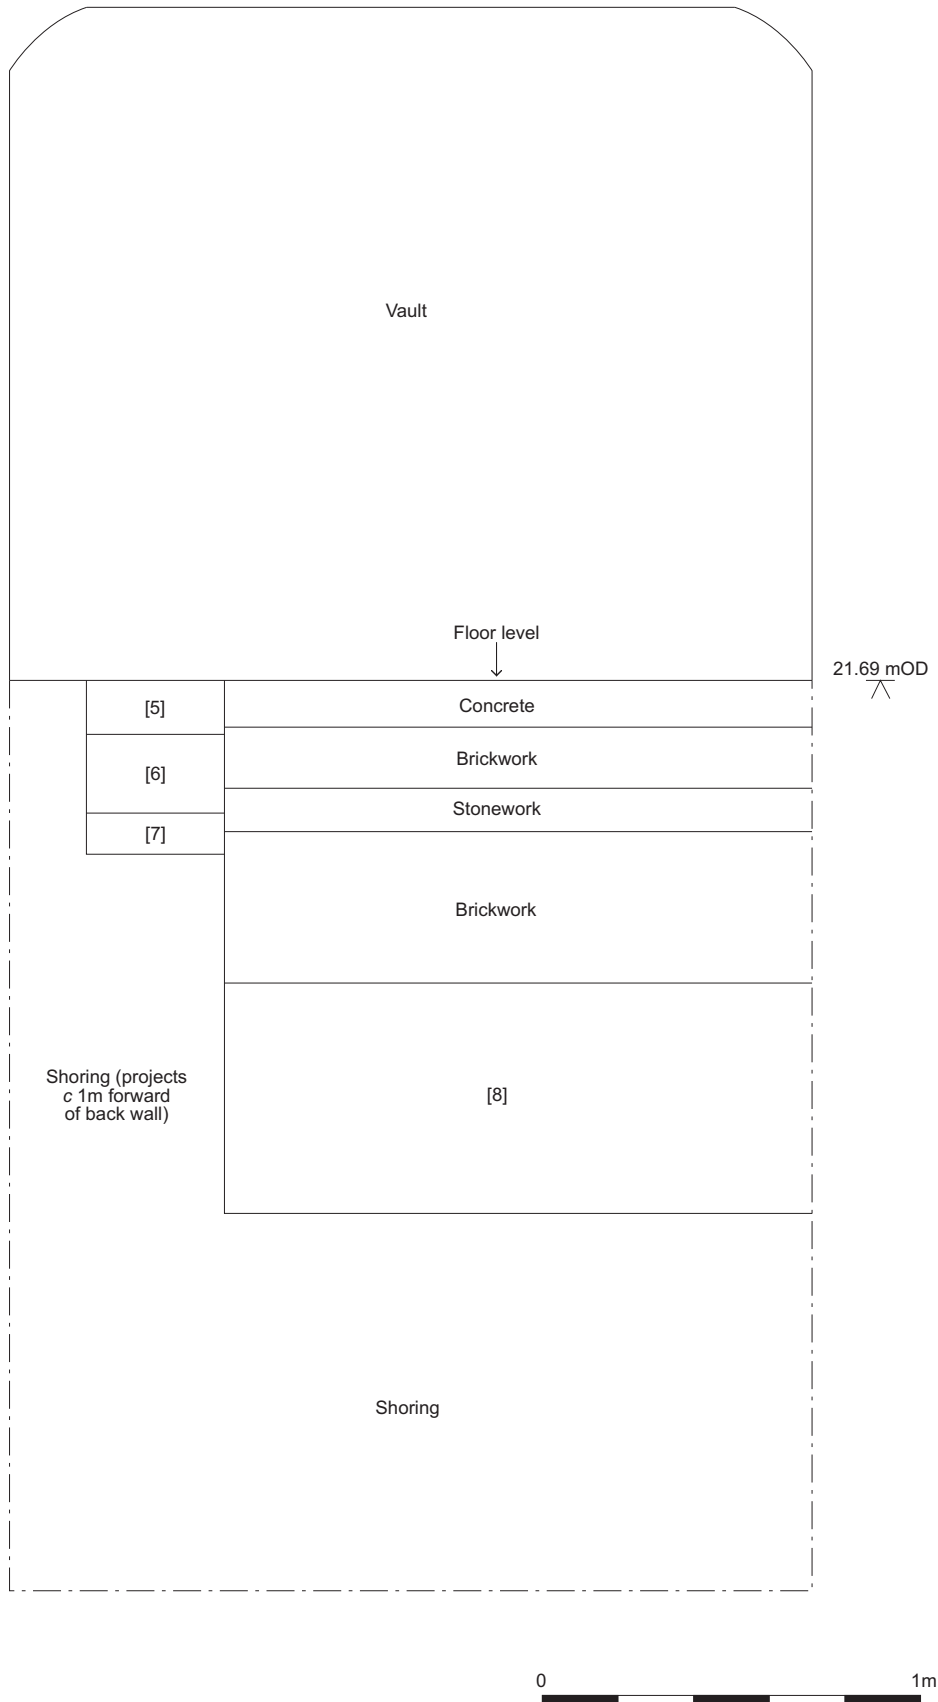 Vault
Floor level
21.69 mOD
[5]
Concrete
[6]
Brickwork
Stonework
[7]
Brickwork
Shoring (projects
c 1m forward
of back wall)
[8]
Shoring
0
1m